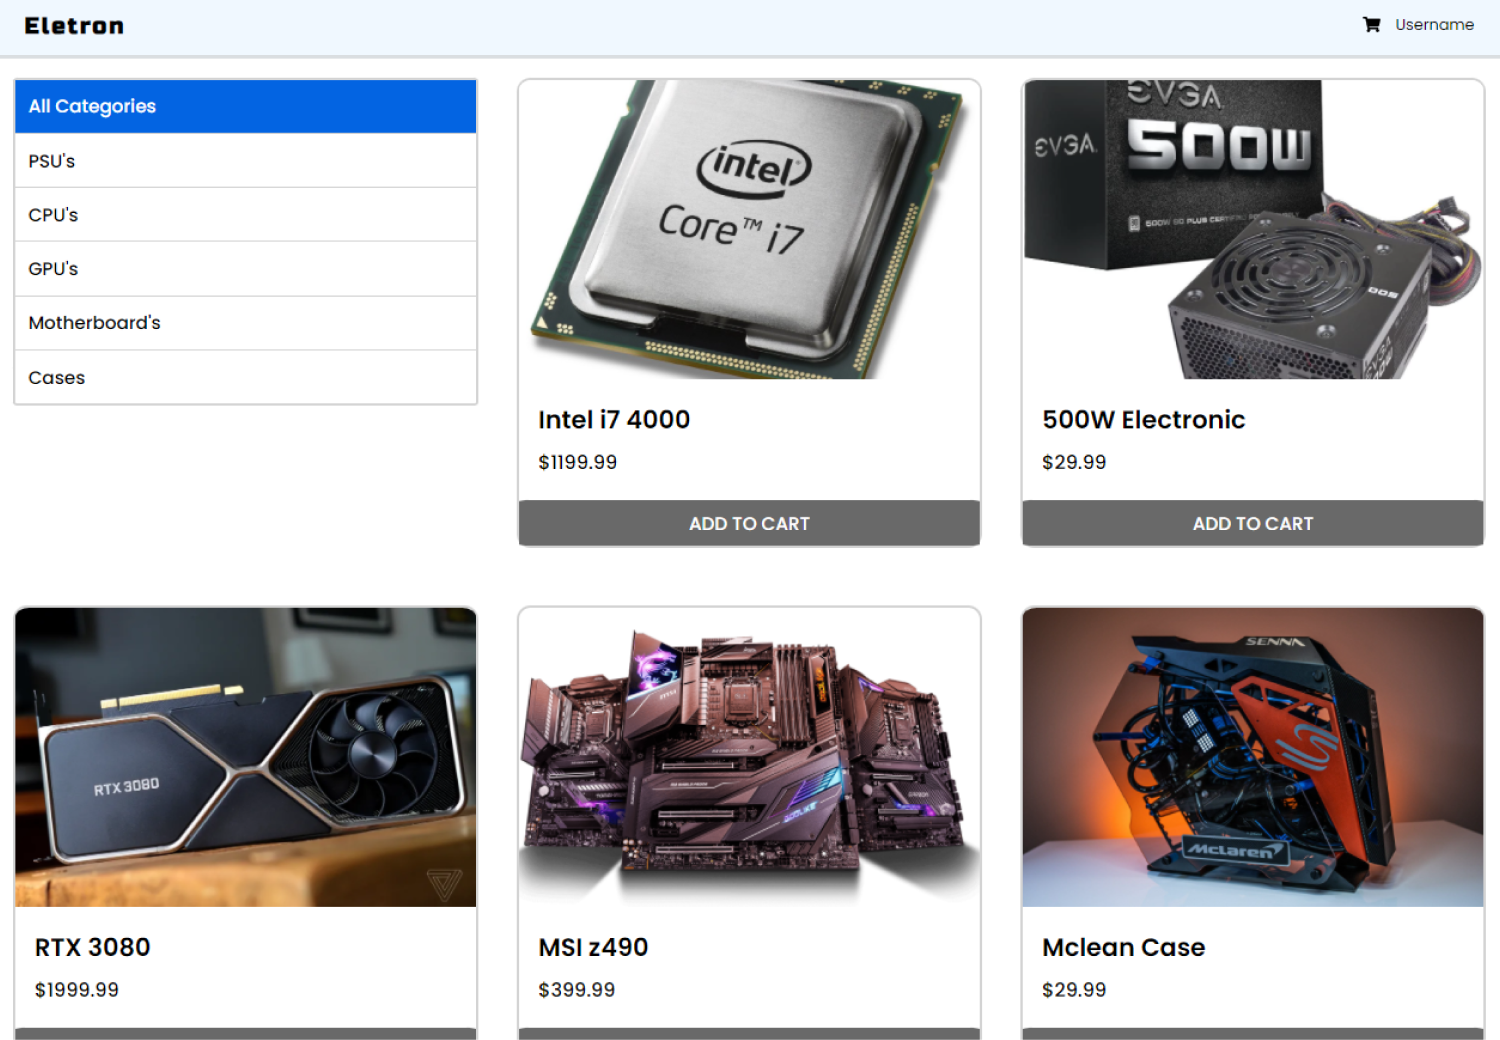 Eletron
Username
All Categories
PSU's
CPU's
GPU's
Motherboard's
Cases
intel
Core™ i7
Intel i7 4000
$1199.99
ADD TO CART
EVGA
EVGA.
500W
500
EVGA
500W Electronic
$29.99
ADD TO CART
RTX 3080
RTX 3080
$1999.99
MSI z490
$399.99
SENNA
McLaren
Mclean Case
$29.99